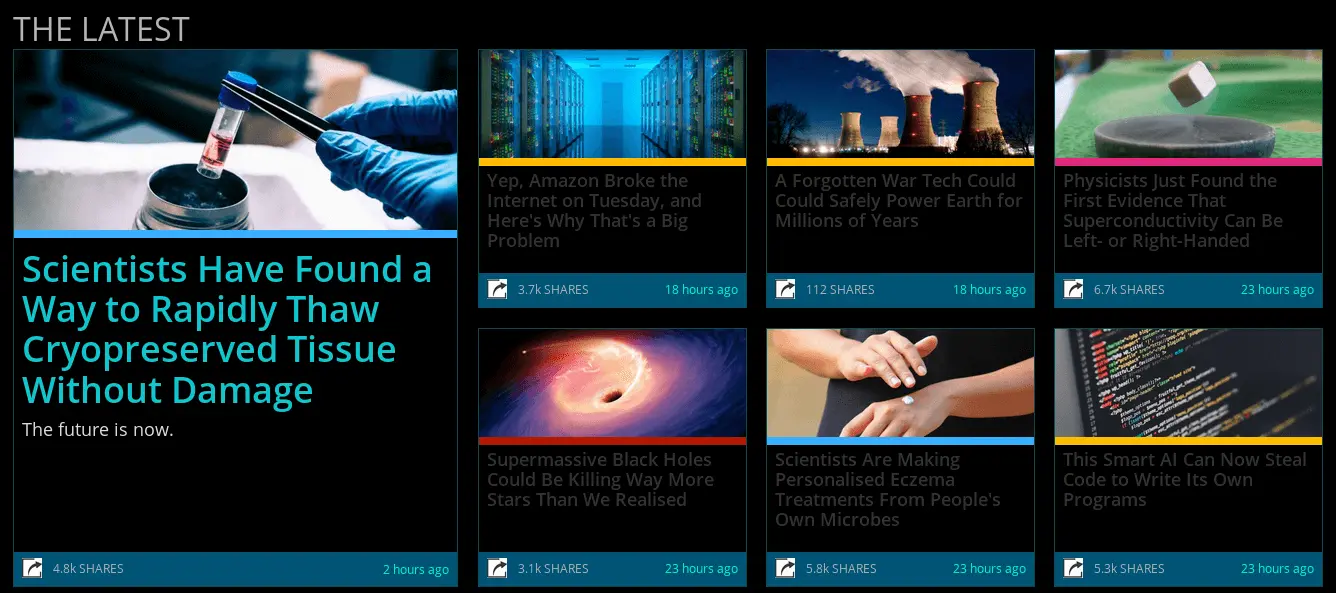 THE LATEST
Scientists Have Found a
Way to Rapidly Thaw
Cryopreserved Tissue
Without Damage
The future is now.
4.8k SHARES
2 hours ago
Yep, Amazon Broke the
Internet on Tuesday, and
Here's Why That's a Big
Problem
3.7k SHARES
18 hours ago
A Forgotten War Tech Could
Could Safely Power Earth for
Millions of Years
112 SHARES
18 hours ago
Physicists Just Found the
First Evidence That
Superconductivity Can Be
Left- or Right-Handed
6.7k SHARES
23 hours ago
Supermassive Black Holes
Could Be Killing Way More
Stars Than We Realised
3.1k SHARES
23 hours ago
Scientists Are Making
Personalised Eczema
Treatments From People's
Own Microbes
5.8k SHARES
23 hours ago
This Smart AI Can Now Steal
Code to Write Its Own
Programs
5.3k SHARES
23 hours ago